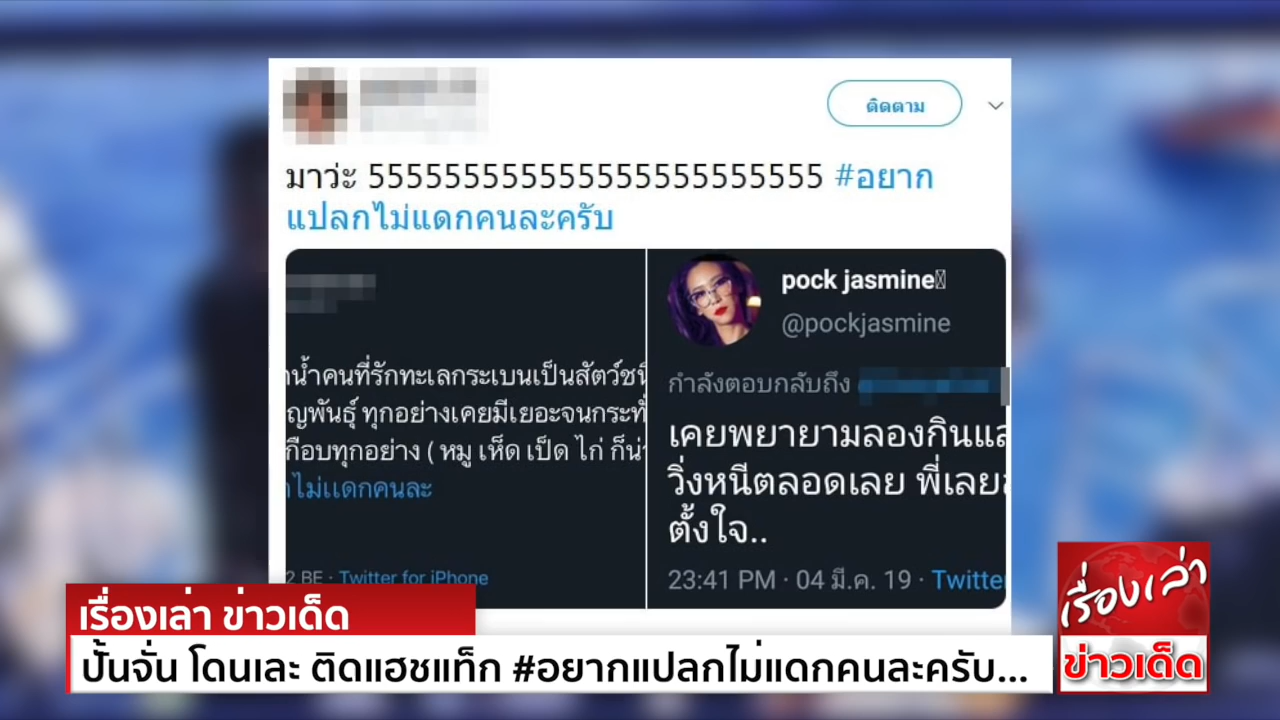 ติดตาม
มาว่ะ 555555555555555555555555555555 #อยาก
แปลกไม่แดกคนละครับ
น้ำคนที่รักทะเลกระเบนเป็นสัตว์ชนิ
ญพันธุ์ ทุกอย่างเคยมีเยอะจนกระทั่
กือบทุกอย่าง ( หมู เห็ด เป็ด ไก่ ก็น่า
ไม่แดกคนละ
2 BE · Twitter for iPhone
pock jasmine
@pockjasmine
กำลังตอบกลับถึง
เคยพยายามลองกินแล
วิ่งหนีตลอดเลย พี่เลย
ตั้งใจ..
23:41 PM · 04 มี.ค. 19 · Twitte
เรื่องเล่า ข่าวเด็ด
ปั้นจั่น โดนเละ ติดแฮชแท็ก #อยากแปลกไม่แดกคนละครับ...
เรื่องเล่า
ข่าวเด็ด